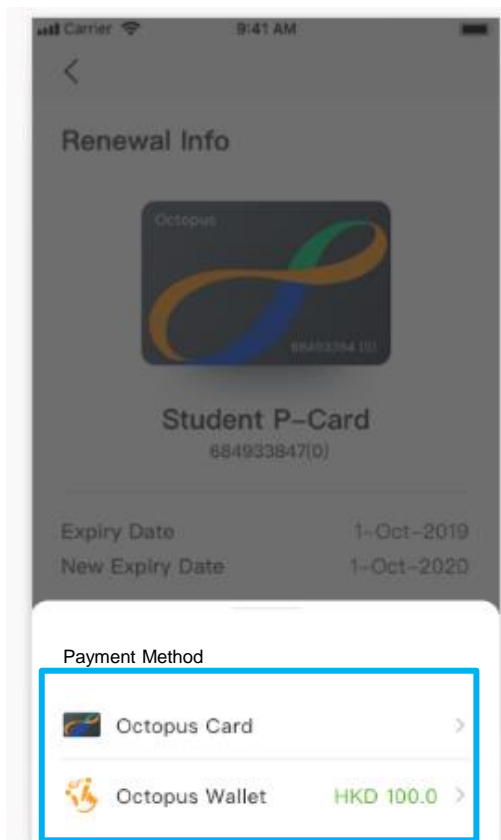 Carrier 9:41 AM
Renewal Info
Octopus
Student P-Card
684933847(0)
Expiry Date 1-Oct-2019
New Expiry Date 1-Oct-2020
Payment Method
Octopus Card
Octopus Wallet HKD 100.0